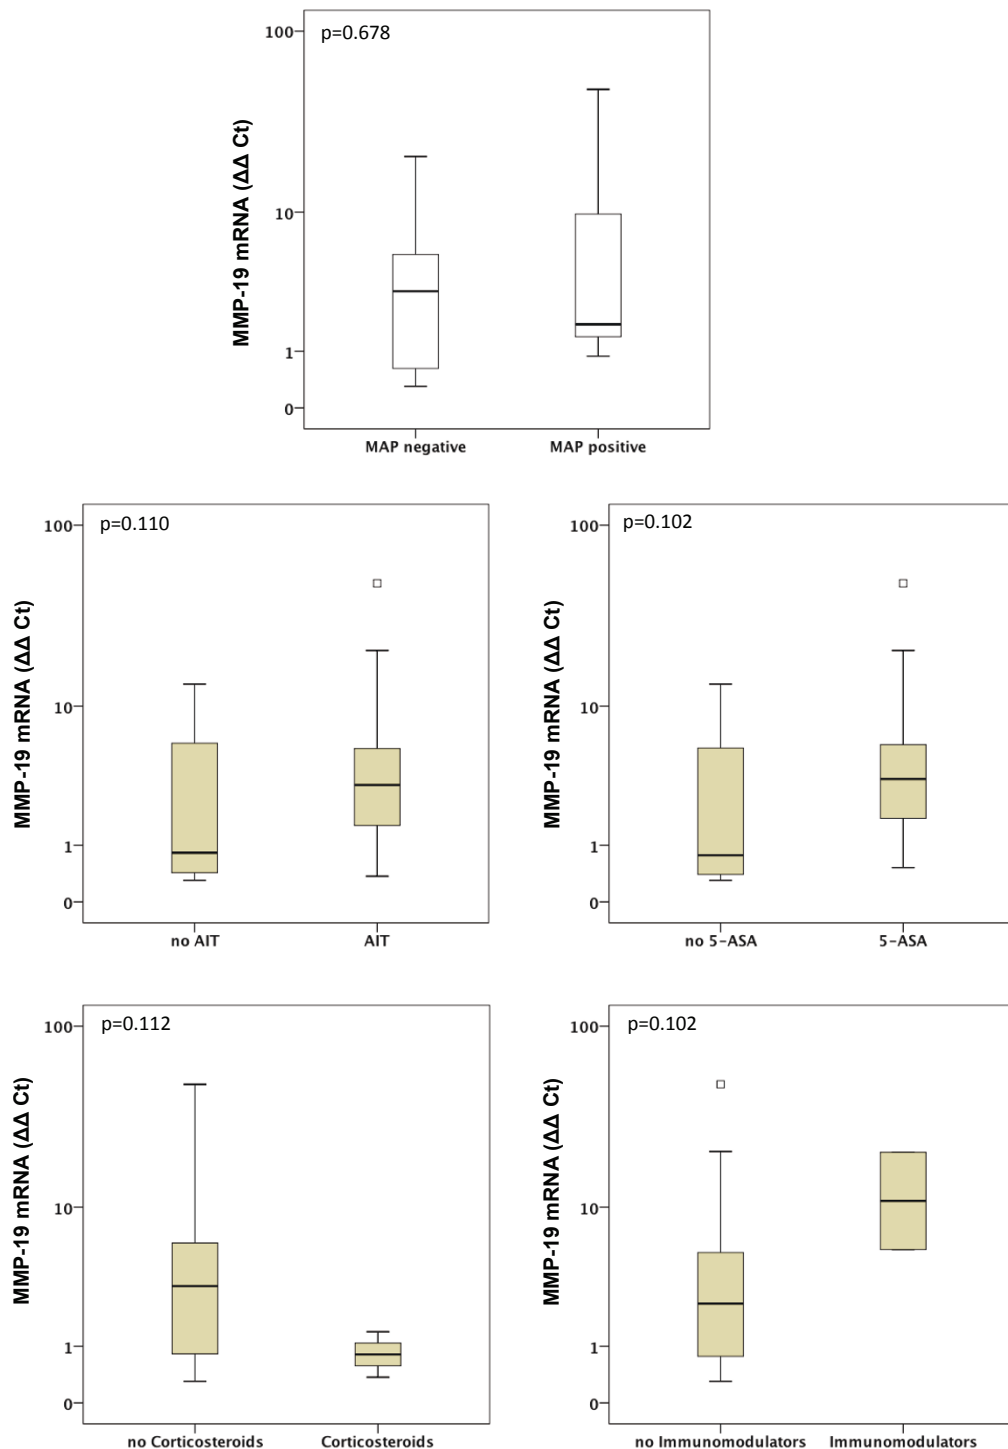 p=0.678
MMP-19 mRNA (ΔΔ Ct)
100
10
1
0
MAP negative
MAP positive
p=0.110
MMP-19 mRNA (ΔΔ Ct)
100
10
1
0
no AIT
AIT
p=0.102
MMP-19 mRNA (ΔΔ Ct)
100
10
1
0
no 5-ASA
5-ASA
p=0.112
MMP-19 mRNA (ΔΔ Ct)
100
10
1
0
no Corticosteroids
Corticosteroids
p=0.102
MMP-19 mRNA (ΔΔ Ct)
100
10
1
0
no Immunomodulators
Immunomodulators